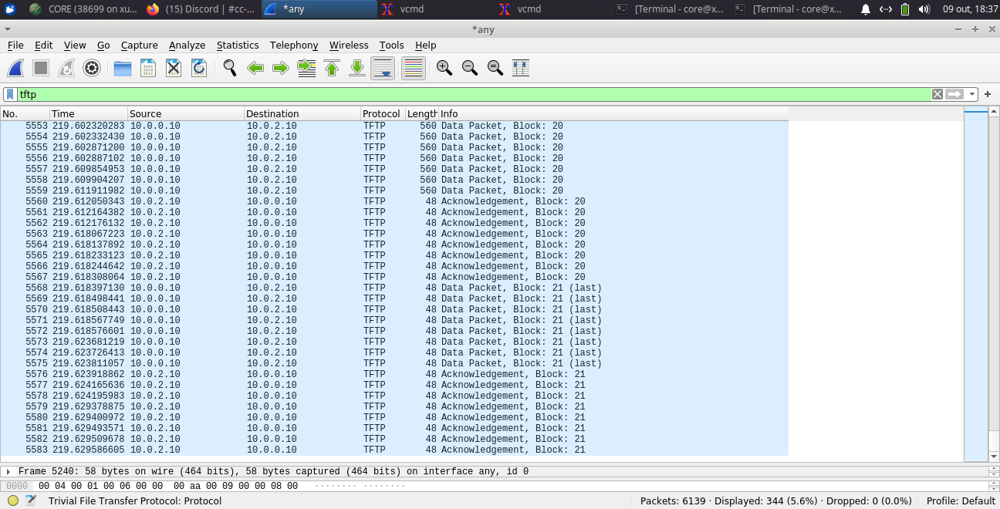 CORE (38699 on xu... (15) Discord | #cc-... *any vcmd vcmd [Terminal - core@x... [Terminal - core@x... 09 out, 18:37
*any
File Edit View Go Capture Analyze Statistics Telephony Wireless Tools Help
tftp
No. Time Source Destination Protocol Length Info
5553 219.602320283 10.0.0.10 10.0.2.10 TFTP 560 Data Packet, Block: 20
5554 219.602332430 10.0.0.10 10.0.2.10 TFTP 560 Data Packet, Block: 20
5555 219.602871200 10.0.0.10 10.0.2.10 TFTP 560 Data Packet, Block: 20
5556 219.602887102 10.0.0.10 10.0.2.10 TFTP 560 Data Packet, Block: 20
5557 219.609854953 10.0.0.10 10.0.2.10 TFTP 560 Data Packet, Block: 20
5558 219.609904207 10.0.0.10 10.0.2.10 TFTP 560 Data Packet, Block: 20
5559 219.611911982 10.0.0.10 10.0.2.10 TFTP 560 Data Packet, Block: 20
5560 219.612050343 10.0.2.10 10.0.0.10 TFTP 48 Acknowledgement, Block: 20
5561 219.612164382 10.0.2.10 10.0.0.10 TFTP 48 Acknowledgement, Block: 20
5562 219.612176132 10.0.2.10 10.0.0.10 TFTP 48 Acknowledgement, Block: 20
5563 219.618067223 10.0.2.10 10.0.0.10 TFTP 48 Acknowledgement, Block: 20
5564 219.618137892 10.0.2.10 10.0.0.10 TFTP 48 Acknowledgement, Block: 20
5565 219.618233123 10.0.2.10 10.0.0.10 TFTP 48 Acknowledgement, Block: 20
5566 219.618244642 10.0.2.10 10.0.0.10 TFTP 48 Acknowledgement, Block: 20
5567 219.618308064 10.0.2.10 10.0.0.10 TFTP 48 Acknowledgement, Block: 20
5568 219.618397130 10.0.0.10 10.0.2.10 TFTP 48 Data Packet, Block: 21 (last)
5569 219.618498441 10.0.0.10 10.0.2.10 TFTP 48 Data Packet, Block: 21 (last)
5570 219.618508443 10.0.0.10 10.0.2.10 TFTP 48 Data Packet, Block: 21 (last)
5571 219.618567749 10.0.0.10 10.0.2.10 TFTP 48 Data Packet, Block: 21 (last)
5572 219.618576601 10.0.0.10 10.0.2.10 TFTP 48 Data Packet, Block: 21 (last)
5573 219.623681219 10.0.0.10 10.0.2.10 TFTP 48 Data Packet, Block: 21 (last)
5574 219.623726413 10.0.0.10 10.0.2.10 TFTP 48 Data Packet, Block: 21 (last)
5575 219.623811057 10.0.0.10 10.0.2.10 TFTP 48 Data Packet, Block: 21 (last)
5576 219.623918862 10.0.2.10 10.0.0.10 TFTP 48 Acknowledgement, Block: 21
5577 219.624165636 10.0.2.10 10.0.0.10 TFTP 48 Acknowledgement, Block: 21
5578 219.624195983 10.0.2.10 10.0.0.10 TFTP 48 Acknowledgement, Block: 21
5579 219.629378875 10.0.2.10 10.0.0.10 TFTP 48 Acknowledgement, Block: 21
5580 219.629400972 10.0.2.10 10.0.0.10 TFTP 48 Acknowledgement, Block: 21
5581 219.629493571 10.0.2.10 10.0.0.10 TFTP 48 Acknowledgement, Block: 21
5582 219.629509678 10.0.2.10 10.0.0.10 TFTP 48 Acknowledgement, Block: 21
5583 219.629586605 10.0.2.10 10.0.0.10 TFTP 48 Acknowledgement, Block: 21
Frame 5240: 58 bytes on wire (464 bits), 58 bytes captured (464 bits) on interface any, id 0
0000 00 04 00 01 00 06 00 00 00 aa 00 09 00 00 08 00 ········ ········
Trivial File Transfer Protocol: Protocol Packets: 6139 · Displayed: 344 (5.6%) · Dropped: 0 (0.0%) Profile: Default